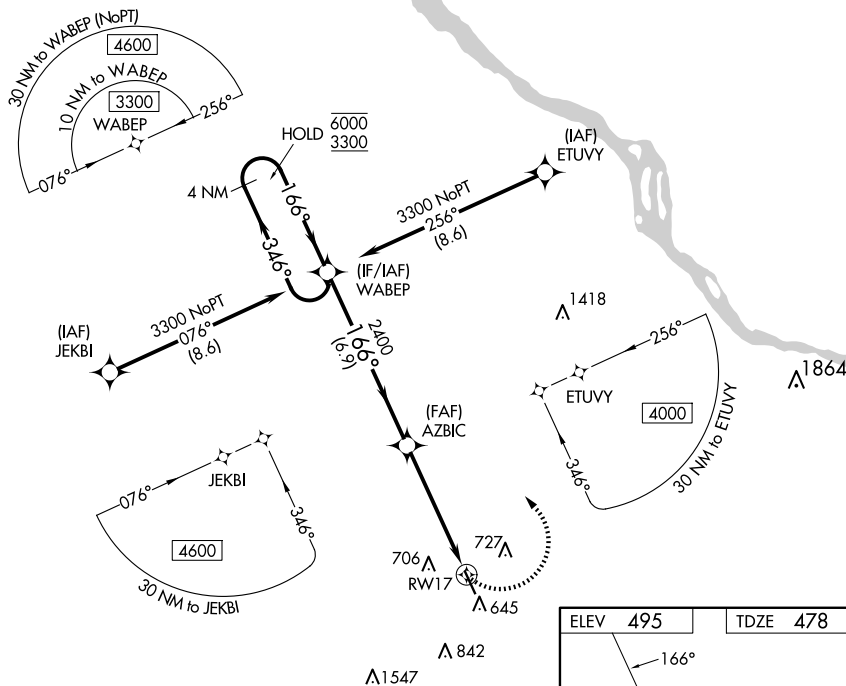 30 NM to WABEP (NoPT)
4600
10 NM to WABEP
3300
WABEP
256°
076°
HOLD 6000
3300
4 NM
166°
346°
(IAF)
ETUVY
3300 NoPT
256°
(8.6)
(IF/IAF)
WABEP
(IAF)
JEKBI
3300 NoPT
076°
(8.6)
2400
166°
(6.9)
1418
1864
256°
ETUVY
4000
346°
30 NM to ETUVY
(FAF)
AZBIC
076°
JEKBI
346°
4600
30 NM to JEKBI
706
727
RW17
645
842
1547
ELEV 495
TDZE 478
166°